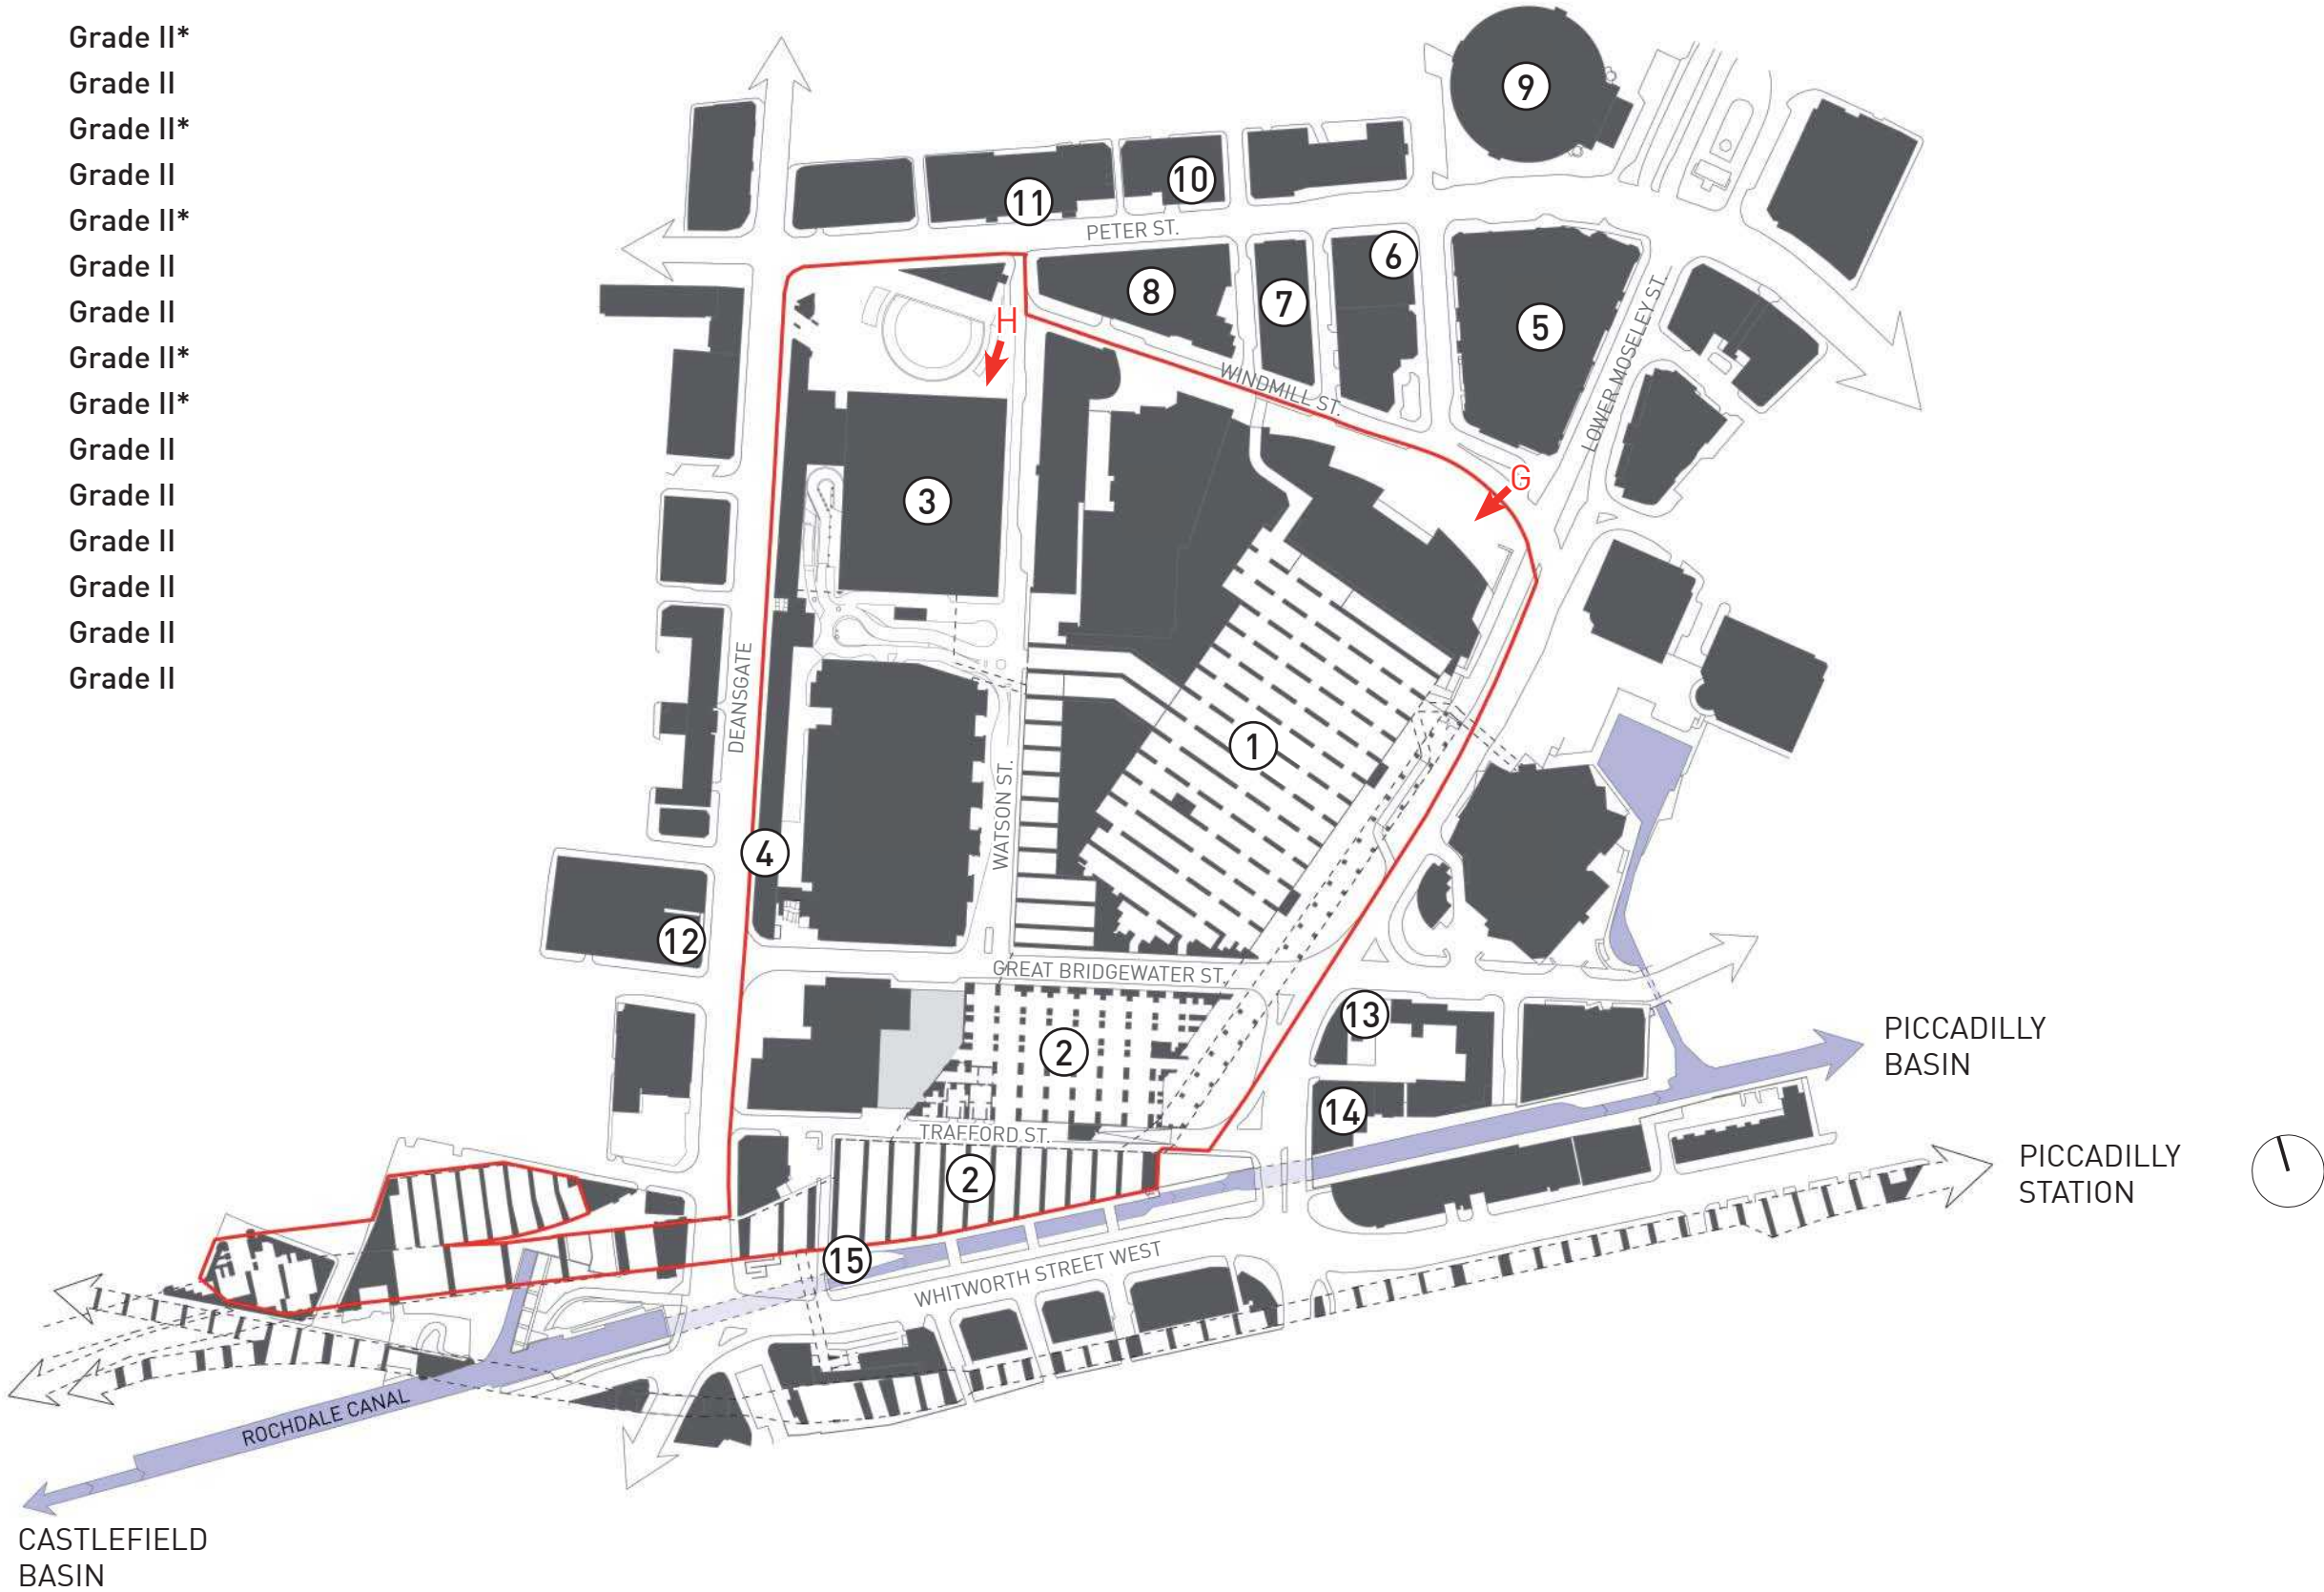 Grade II*
Grade II
Grade II*
Grade II
Grade II*
Grade II
Grade II
Grade II*
Grade II*
Grade II
Grade II
Grade II
Grade II
Grade II
Grade II
9
10
11
PETER ST.
6
8
7
5
H
LOWER MOSELEY ST.
WINDMILL ST.
G
3
DEANSGATE
1
WATSON ST.
4
12
GREAT BRIDGEWATER ST.
13
2
14
PICCADILLY
BASIN
TRAFFORD ST.
2
PICCADILLY
STATION
15
WHITWORTH STREET WEST
ROCHDALE CANAL
CASTLEFIELD
BASIN